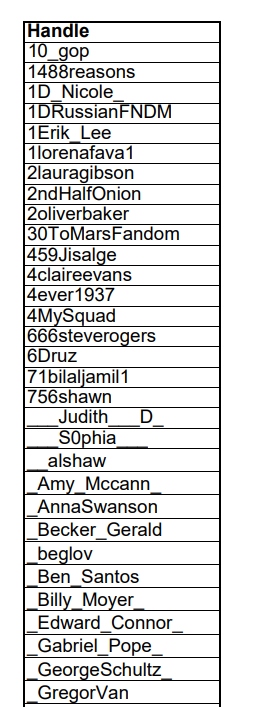 Handle
10_gop
1488reasons
1D_Nicole_
1DRussianFNDM
1Erik_Lee
1lorenafava1
2lauragibson
2ndHalfOnion
2oliverbaker
30ToMarsFandom
459Jisalge
4claireevans
4ever1937
4MySquad
666steverogers
6Druz
71bilaljamil1
756shawn
___Judith___D_
___S0phia___
__alshaw
_Amy_Mccann_
_AnnaSwanson
_Becker_Gerald
_beglov
_Ben_Santos
_Billy_Moyer_
_Edward_Connor_
_Gabriel_Pope_
_GeorgeSchultz_
_GregorVan